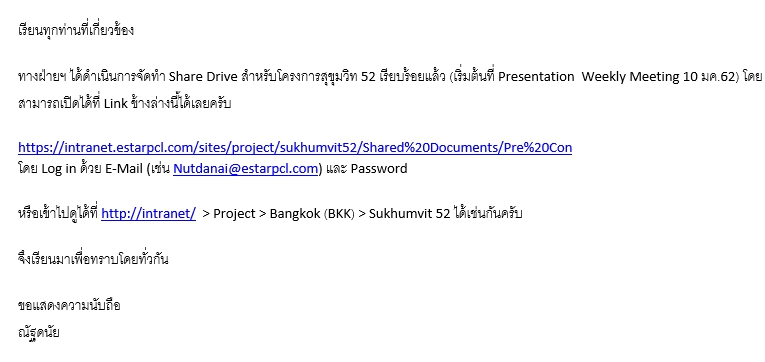 เรียนทุกท่านที่เกี่ยวข้อง
ทางฝ่ายฯ ได้ดำเนินการจัดทำ Share Drive สำหรับโครงการสุขุมวิท 52 เรียบร้อยแล้ว (เริ่มต้นที่ Presentation  Weekly Meeting 10 มค.62) โดย
สามารถเปิดได้ที่ Link ข้างล่างนี้ได้เลยครับ
https://intranet.estarpcl.com/sites/project/sukhumvit52/Shared%20Documents/Pre%20Con
โดย Log in ด้วย E-Mail (เช่น Nutdanai@estarpcl.com) และ Password
หรือเข้าไปดูได้ที่ http://intranet/  > Project > Bangkok (BKK) > Sukhumvit 52 ได้เช่นกันครับ
จึงเรียนมาเพื่อทราบโดยทั่วกัน
ขอแสดงความนับถือ
ณัฐดนัย